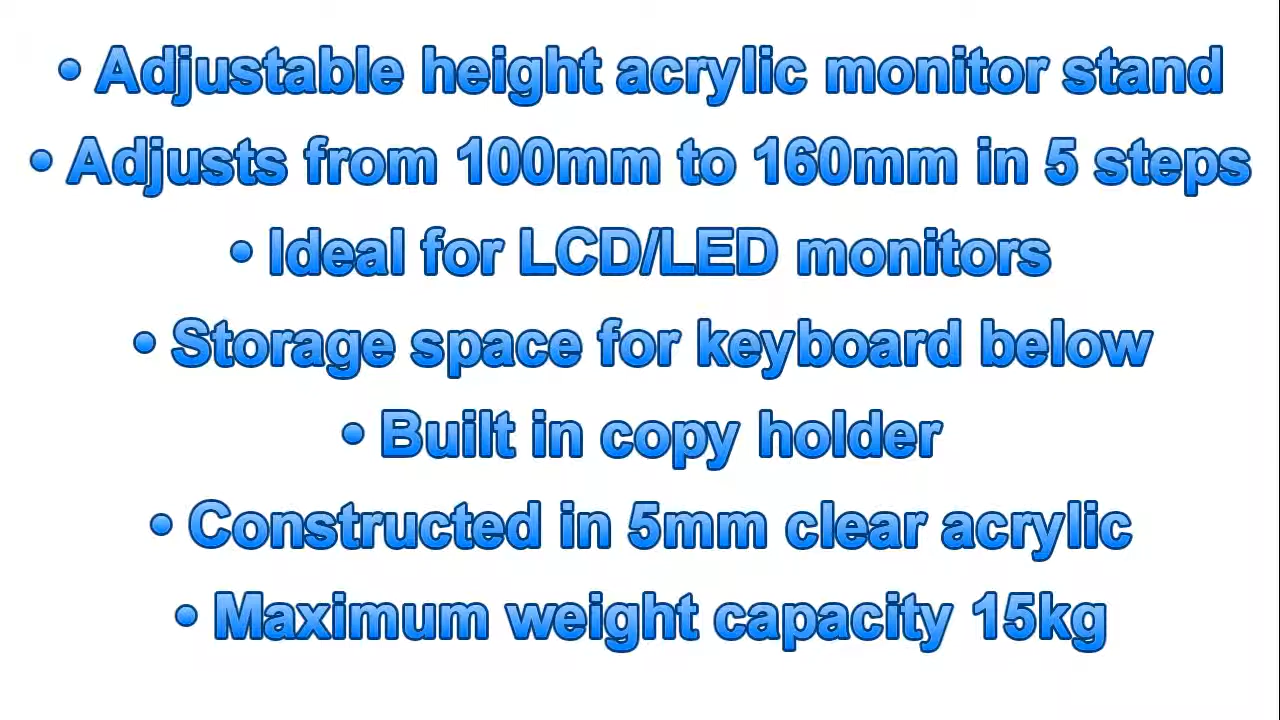 • Adjustable height acrylic monitor stand
• Adjusts from 100mm to 160mm in 5 steps
• Ideal for LCD/LED monitors
• Storage space for keyboard below
• Built in copy holder
• Constructed in 5mm clear acrylic
• Maximum weight capacity 15kg